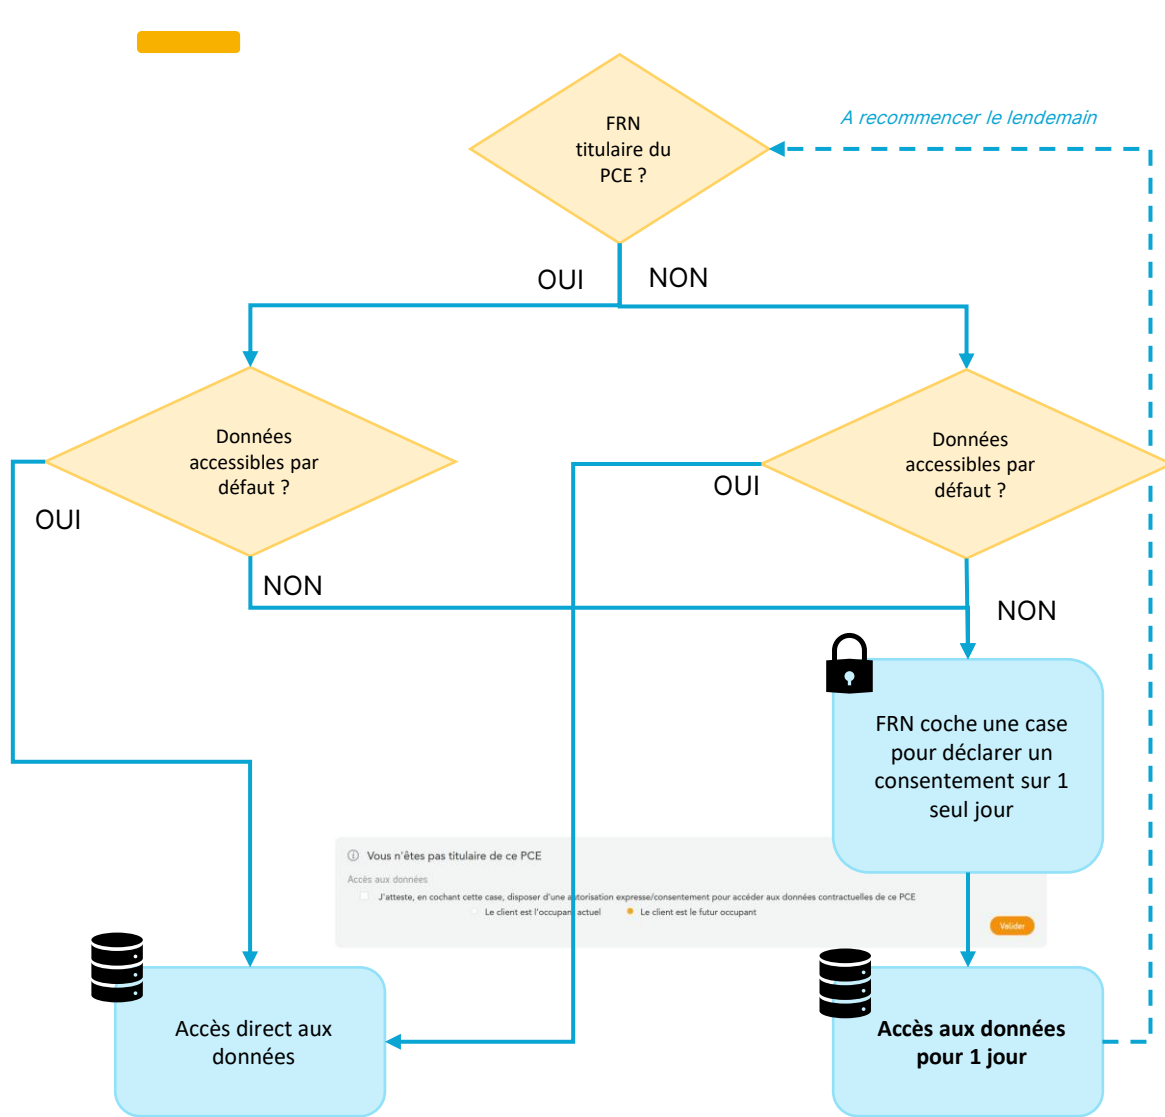 A recommencer le lendemain
FRN
titulaire du
PCE ?
OUI
NON
Données
accessibles par
défaut ?
Données
accessibles par
défaut ?
OUI
OUI
NON
NON
FRN coche une case
pour déclarer un
consentement sur 1
seul jour
Vous n'êtes pas titulaire de ce PCE
Accès aux données
J'atteste, en cochant cette case, disposer d'une autorisation expresse/consentement pour accéder aux données contractuelles de ce PCE
Le client est l'occupant actuel
Le client est le futur occupant
Valider
Accès direct aux
données
Accès aux données
pour 1 jour